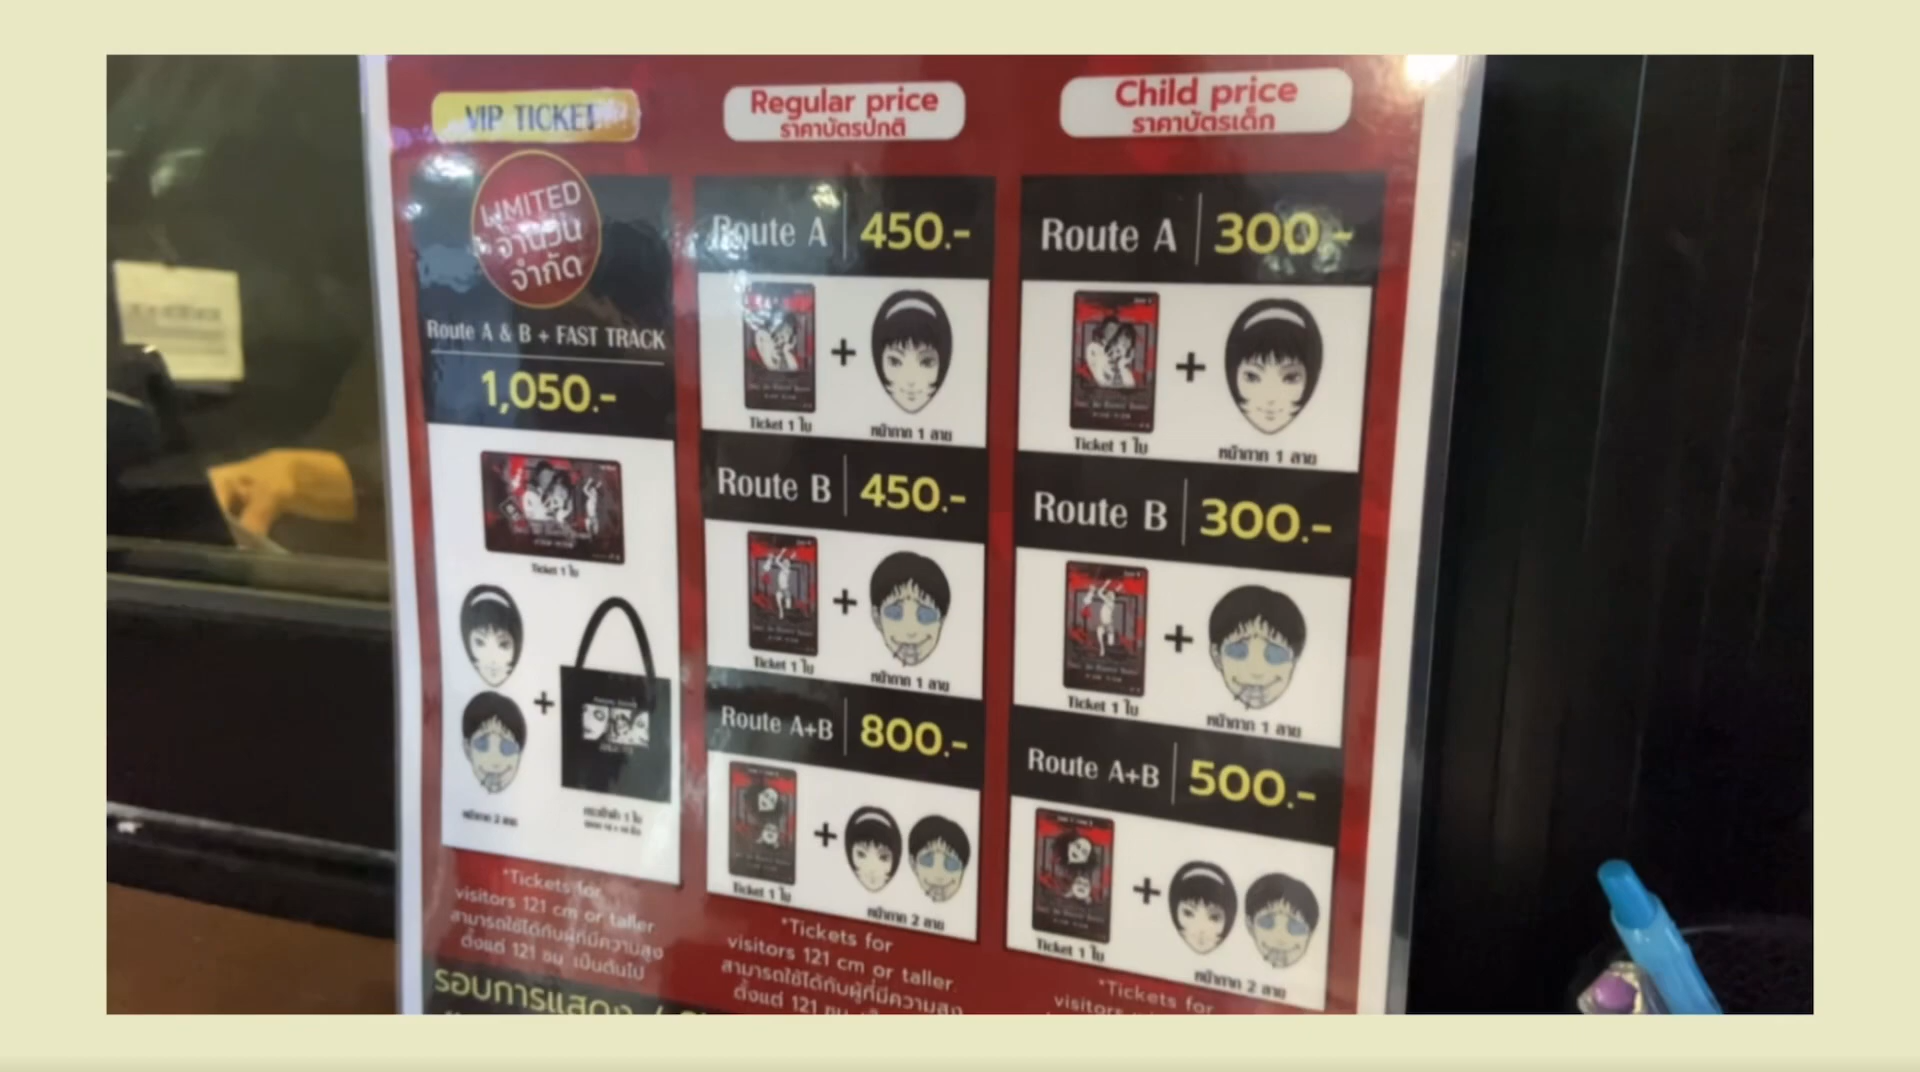 VIP TICKET
LIMITED
จำนวน
จำกัด
Route A & B + FAST TRACK
1,050.-
Ticket 1 ใบ
หน้ากาก 2 ลาย
*Tickets for
visitors 121 cm or taller
สามารถใช้ได้กับผู้ที่มีความสูง
ตั้งแต่ 121 ซม เป็นต้นไป
รอบการแสดง /
Regular price
ราคาบัตรปกติ
Route A 450.-
+
Ticket 1 ใบ
หน้ากาก 1 ลาย
Route B 450.-
+
Ticket 1 ใบ
หน้ากาก 1 ลาย
Route A+B 800.-
+
Ticket 1 ใบ
หน้ากาก 2 ลาย
*Tickets for
visitors 121 cm or taller.
สามารถใช้ได้กับผู้ที่มีความสูง
ตั้งแต่ 121 ซม
Child price
ราคาบัตรเด็ก
Route A 300.-
+
Ticket 1 ใบ
หน้ากาก 1 ลาย
Route B 300.-
+
Ticket 1 ใบ
หน้ากาก 1 ลาย
Route A+B 500.-
+
Ticket 1 ใบ
หน้ากาก 2 ลาย
*Tickets for
visitors